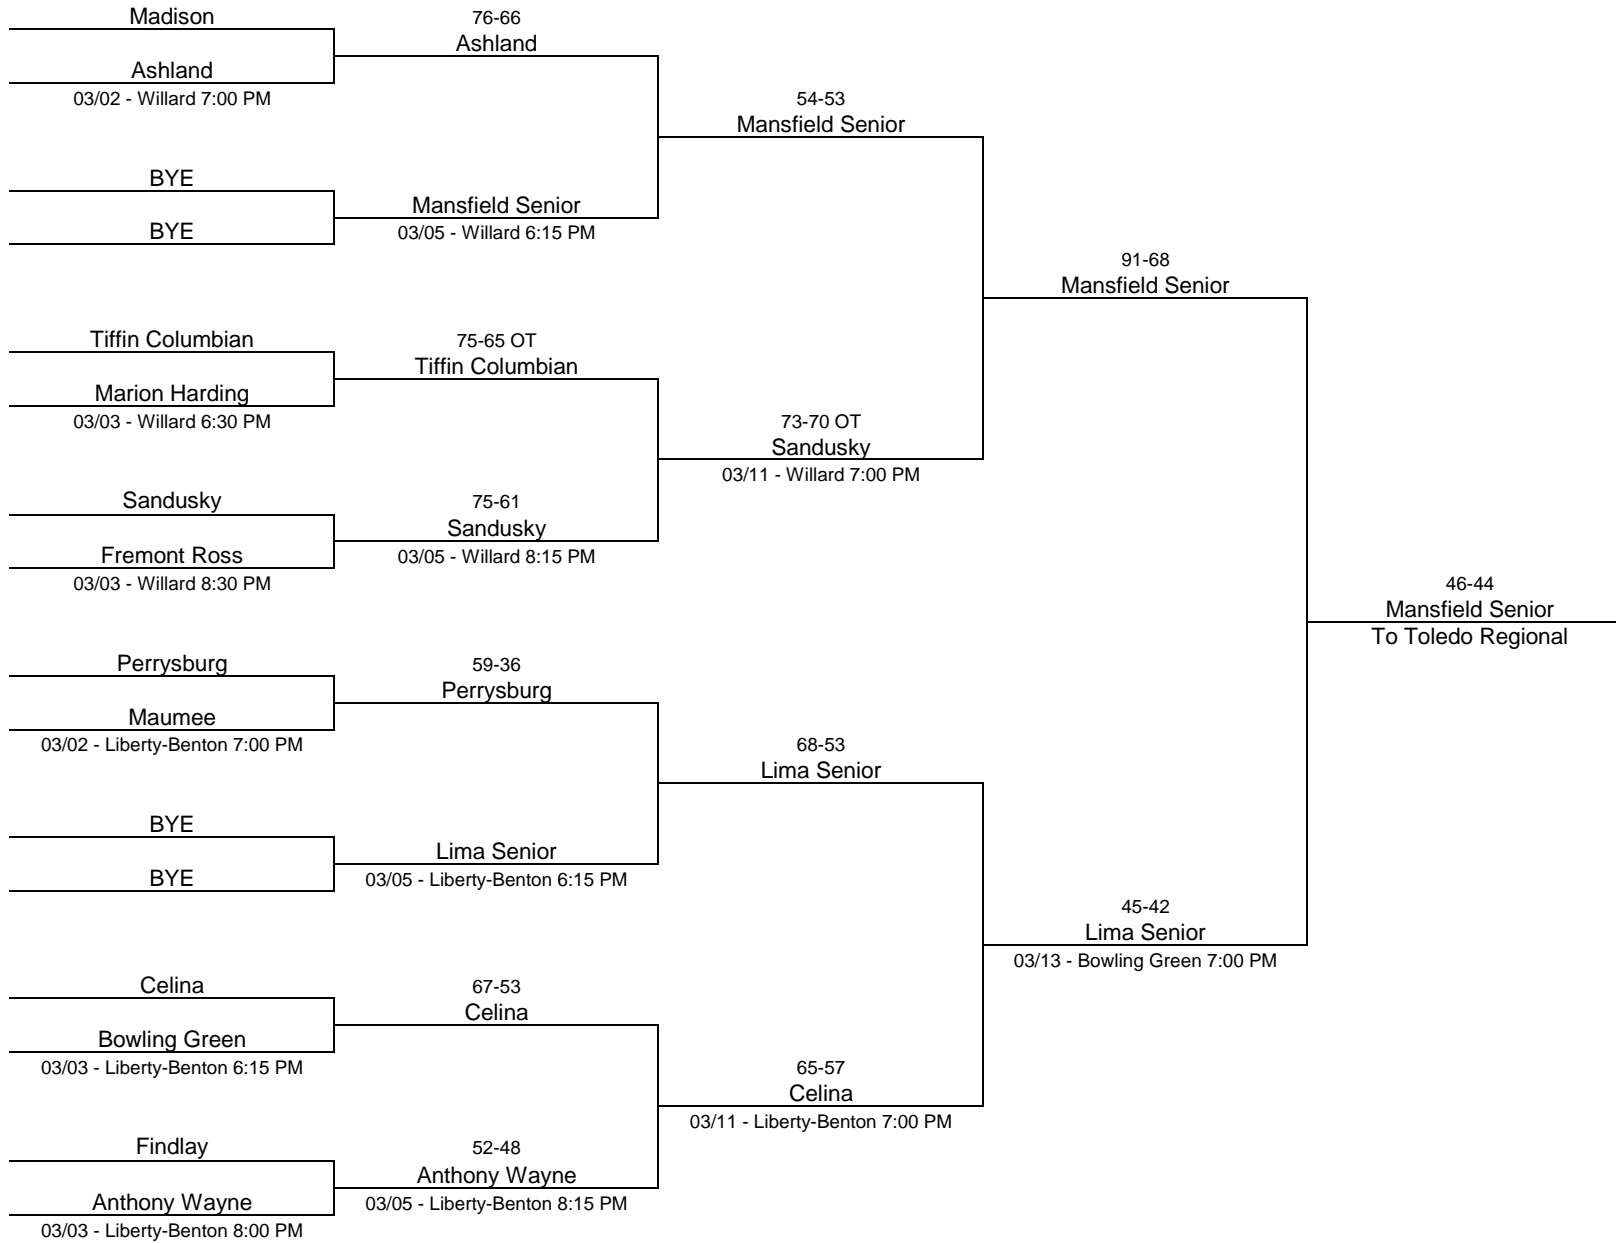 Madison
Ashland
03/02 - Willard 7:00 PM
BYE
BYE
Tiffin Columbian
Marion Harding
03/03 - Willard 6:30 PM
Sandusky
Fremont Ross
03/03 - Willard 8:30 PM
Perrysburg
Maumee
03/02 - Liberty-Benton 7:00 PM
BYE
BYE
Celina
Bowling Green
03/03 - Liberty-Benton 6:15 PM
Findlay
Anthony Wayne
03/03 - Liberty-Benton 8:00 PM
76-66
Ashland
Mansfield Senior
03/05 - Willard 6:15 PM
75-65 OT
Tiffin Columbian
75-61
Sandusky
03/05 - Willard 8:15 PM
59-36
Perrysburg
Lima Senior
03/05 - Liberty-Benton 6:15 PM
67-53
Celina
52-48
Anthony Wayne
03/05 - Liberty-Benton 8:15 PM
54-53
Mansfield Senior
73-70 OT
Sandusky
03/11 - Willard 7:00 PM
68-53
Lima Senior
65-57
Celina
03/11 - Liberty-Benton 7:00 PM
91-68
Mansfield Senior
45-42
Lima Senior
03/13 - Bowling Green 7:00 PM
46-44
Mansfield Senior
To Toledo Regional